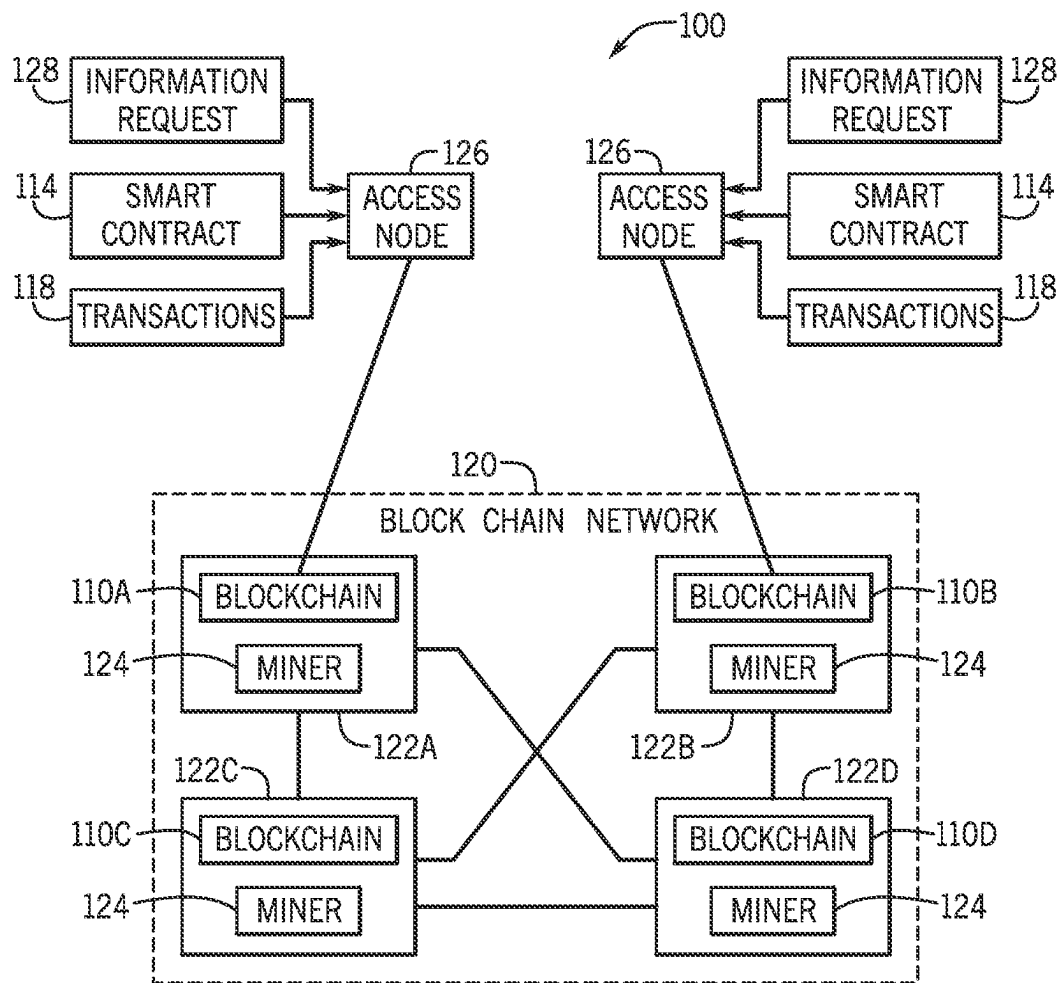 100
128 INFORMATION REQUEST
114 SMART CONTRACT
118 TRANSACTIONS
126
ACCESS NODE
126
ACCESS NODE
INFORMATION REQUEST 128
SMART CONTRACT 114
TRANSACTIONS 118
120
BLOCK CHAIN NETWORK
110A BLOCKCHAIN
124 MINER
122A
BLOCKCHAIN 110B
MINER 124
122B
122C
110C BLOCKCHAIN
124 MINER
122D
BLOCKCHAIN 110D
MINER 124